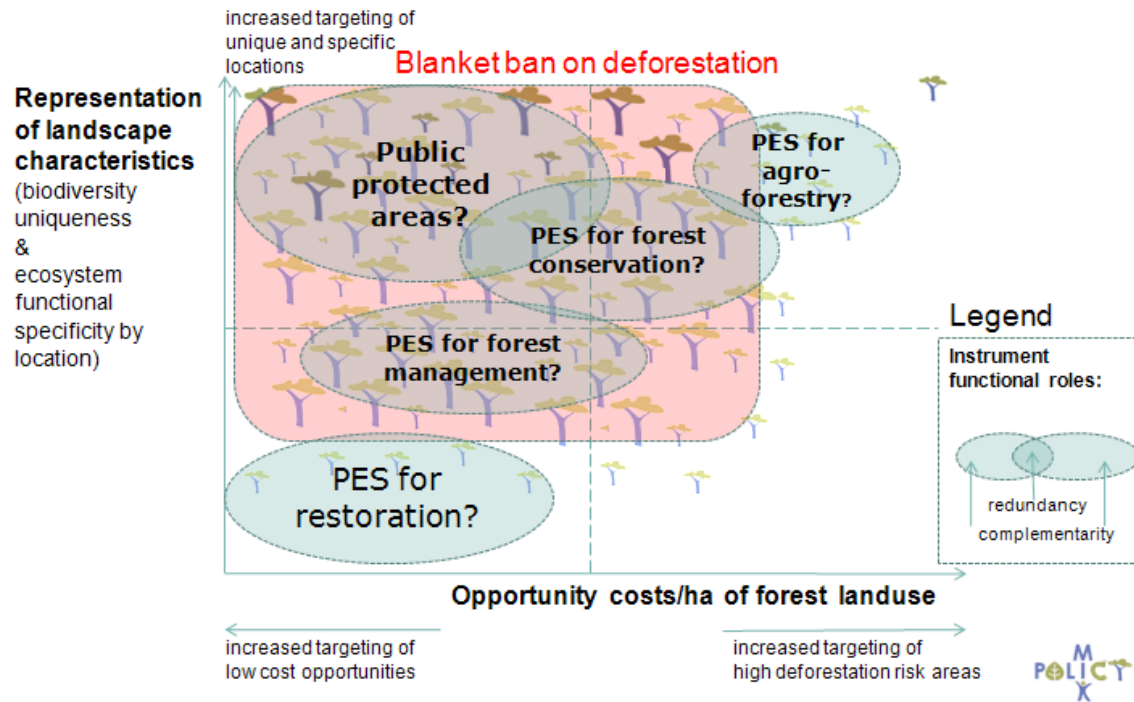 increased targeting of
unique and specific
locations
Blanket ban on deforestation
Representation
of landscape
characteristics
(biodiversity
uniqueness
&
ecosystem
functional
specificity by
location)
Public
protected
areas?
PES for
agro-
forestry?
PES for forest
conservation?
PES for forest
management?
PES for
restoration?
Legend
Instrument
functional roles:
redundancy
complementarity
Opportunity costs/ha of forest landuse
increased targeting of
low cost opportunities
increased targeting of
high deforestation risk areas
POLICY
MIX